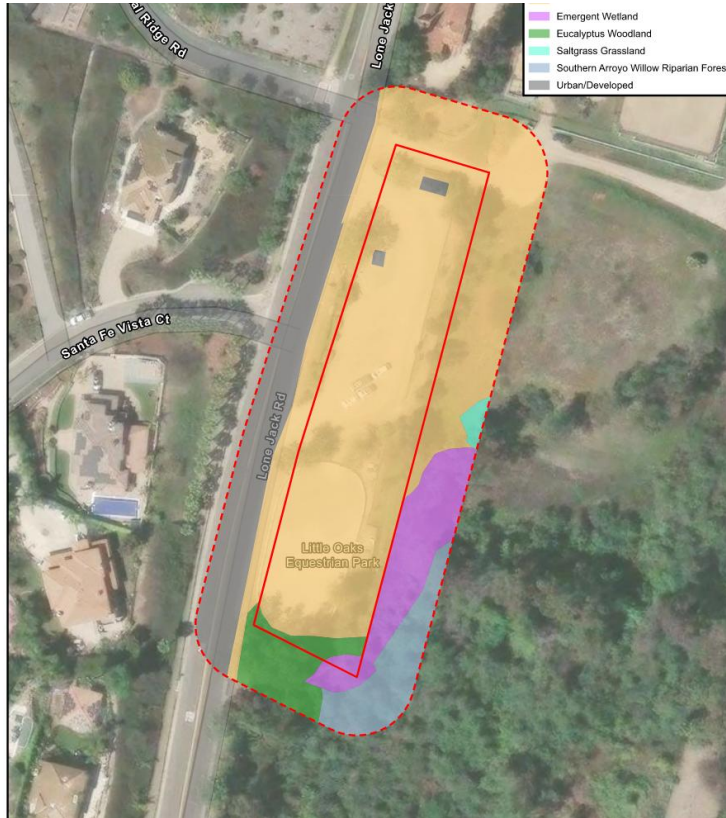 Emergent Wetland
Eucalyptus Woodland
Saltgrass Grassland
Southern Arroyo Willow Riparian Fores
Urban/Developed
Ridge Rd
Lone Jack
Santa Fe Vista Ct
Lone Jack Rd
Little Oaks
Equestrian Park